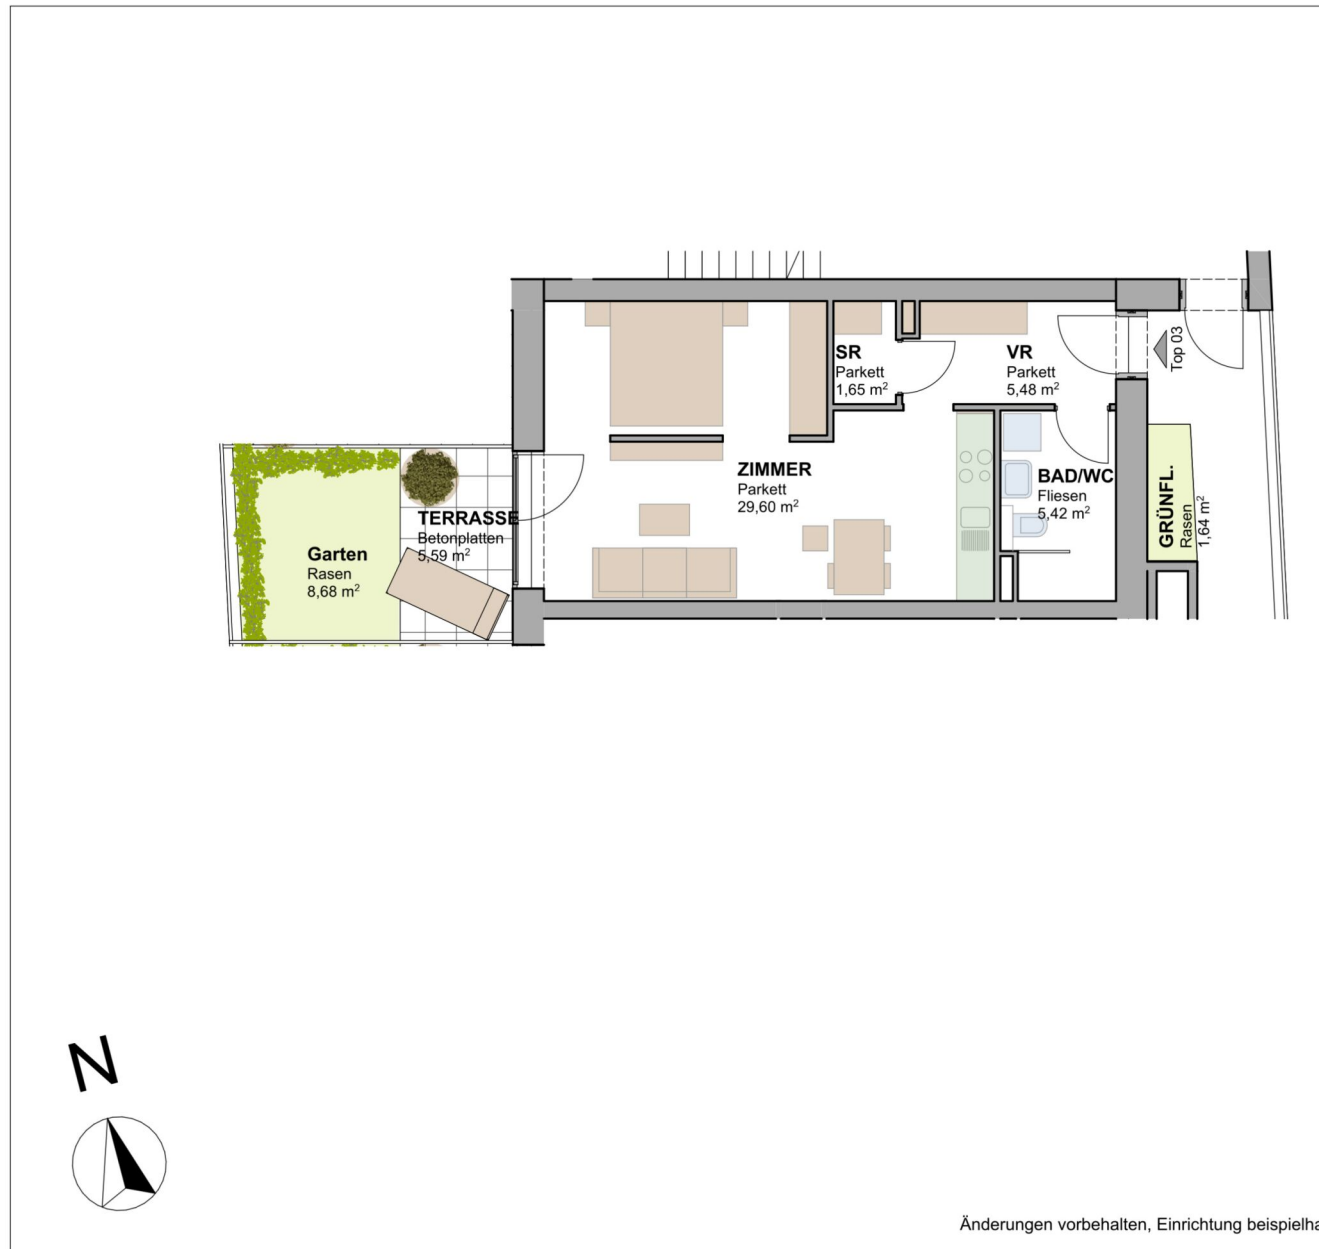 SR
Parkett
1,65 m²
VR
Parkett
5,48 m²
Top 03
ZIMMER
Parkett
29,60 m²
BAD/WC
Fliesen
5,42 m²
GRÜNFL.
Rasen
1,64 m²
TERRASSE
Betonplatten
5,59 m²
Garten
Rasen
8,68 m²
N
Änderungen vorbehalten, Einrichtung